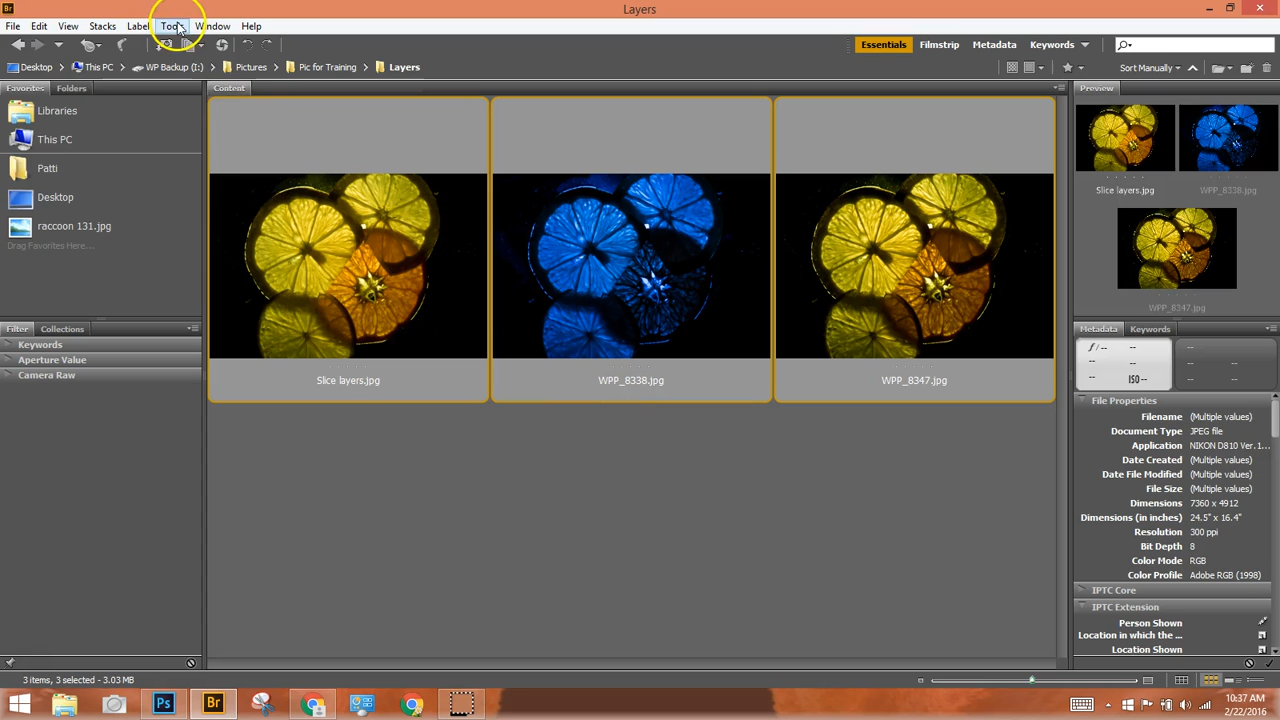 Br
Layers
File Edit View Stacks Label Tools Window Help
Essentials Filmstrip Metadata Keywords
Desktop This PC WP Backup (I:) Pictures Pic for Training Layers
Sort Manually
Favorites Folders
Content
Preview
Libraries
This PC
Patti
Desktop
raccoon 131.jpg
Drag Favorites Here...
Slice layers.jpg
WPP_8338.jpg
WPP_8347.jpg
Slice layers.jpg
WPP_8338.jpg
WPP_8347.jpg
Filter Collections
Keywords
Aperture Value
Camera Raw
Metadata Keywords
f/-- --
-- --
-- ISO--
-- --
-- --
File Properties
Filename (Multiple values)
Document Type JPEG file
Application NIKON D810 Ver.1...
Date Created (Multiple values)
Date File Modified (Multiple values)
File Size (Multiple values)
Dimensions 7360 x 4912
Dimensions (in inches) 24.5" x 16.4"
Resolution 300 ppi
Bit Depth 8
Color Mode RGB
Color Profile Adobe RGB (1998)
IPTC Core
IPTC Extension
Person Shown
Location in which the ...
Location Shown
3 items, 3 selected - 3.03 MB
Ps Br
10:37 AM
2/22/2016